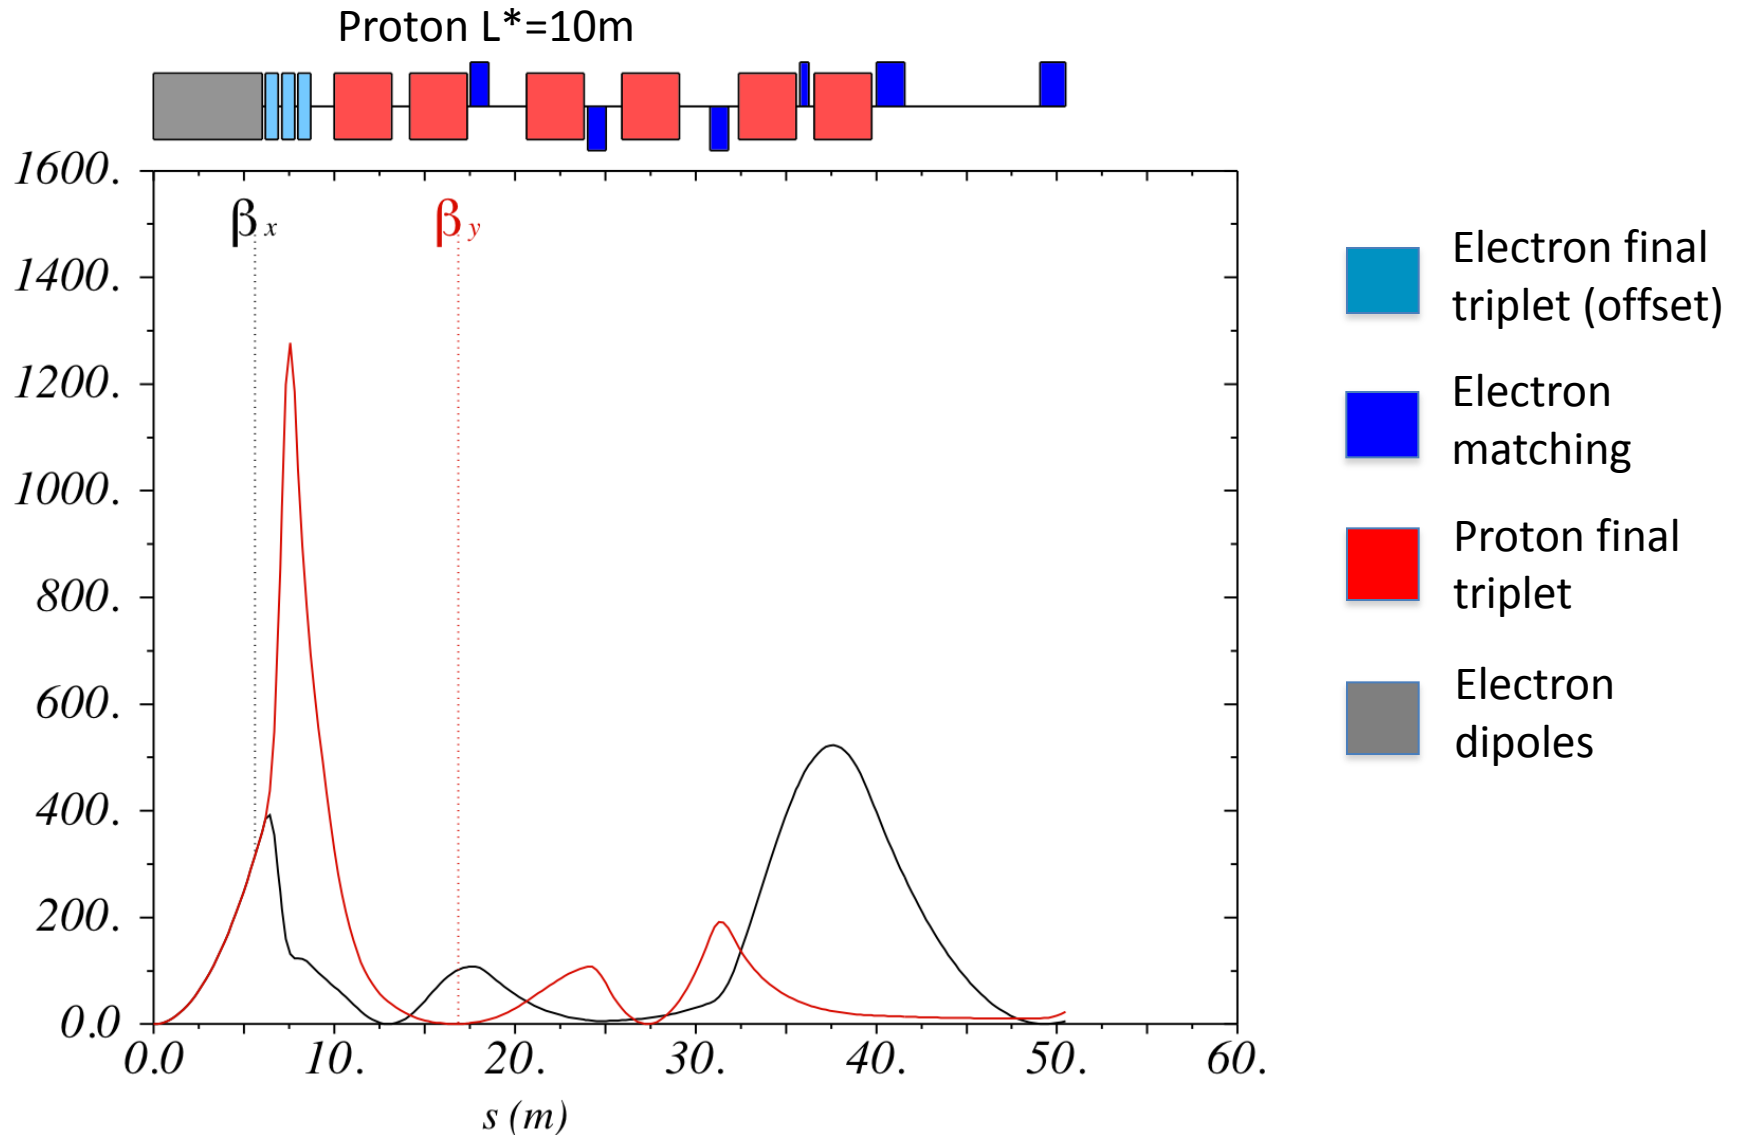 Proton L*=10m
1600.
1400.
1200.
1000.
800.
600.
400.
200.
0.0
βx
βy
0.0 10. 20. 30. 40. 50. 60.
s (m)
Electron final
triplet (offset)
Electron
matching
Proton final
triplet
Electron
dipoles